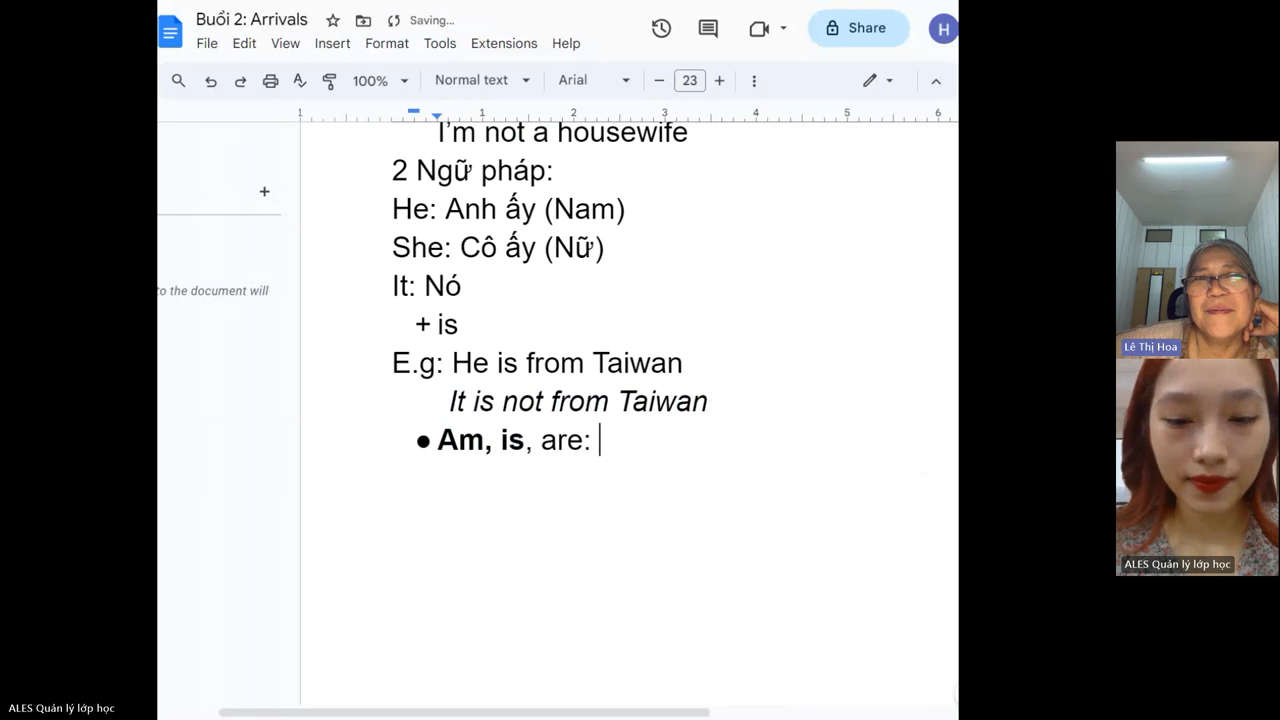 Buổi 2: Arrivals
Saving...
File Edit View Insert Format Tools Extensions Help
Share
H
100% Normal text Arial 23
1 1 2 3 4 5 6
to the document will
I'm not a housewife
2 Ngữ pháp:
He: Anh ấy (Nam)
She: Cô ấy (Nữ)
It: Nó
+ is
E.g: He is from Taiwan
It is not from Taiwan
● Am, is, are:
Lê Thị Hoa
ALES Quản lý lớp học
ALES Quản lý lớp học